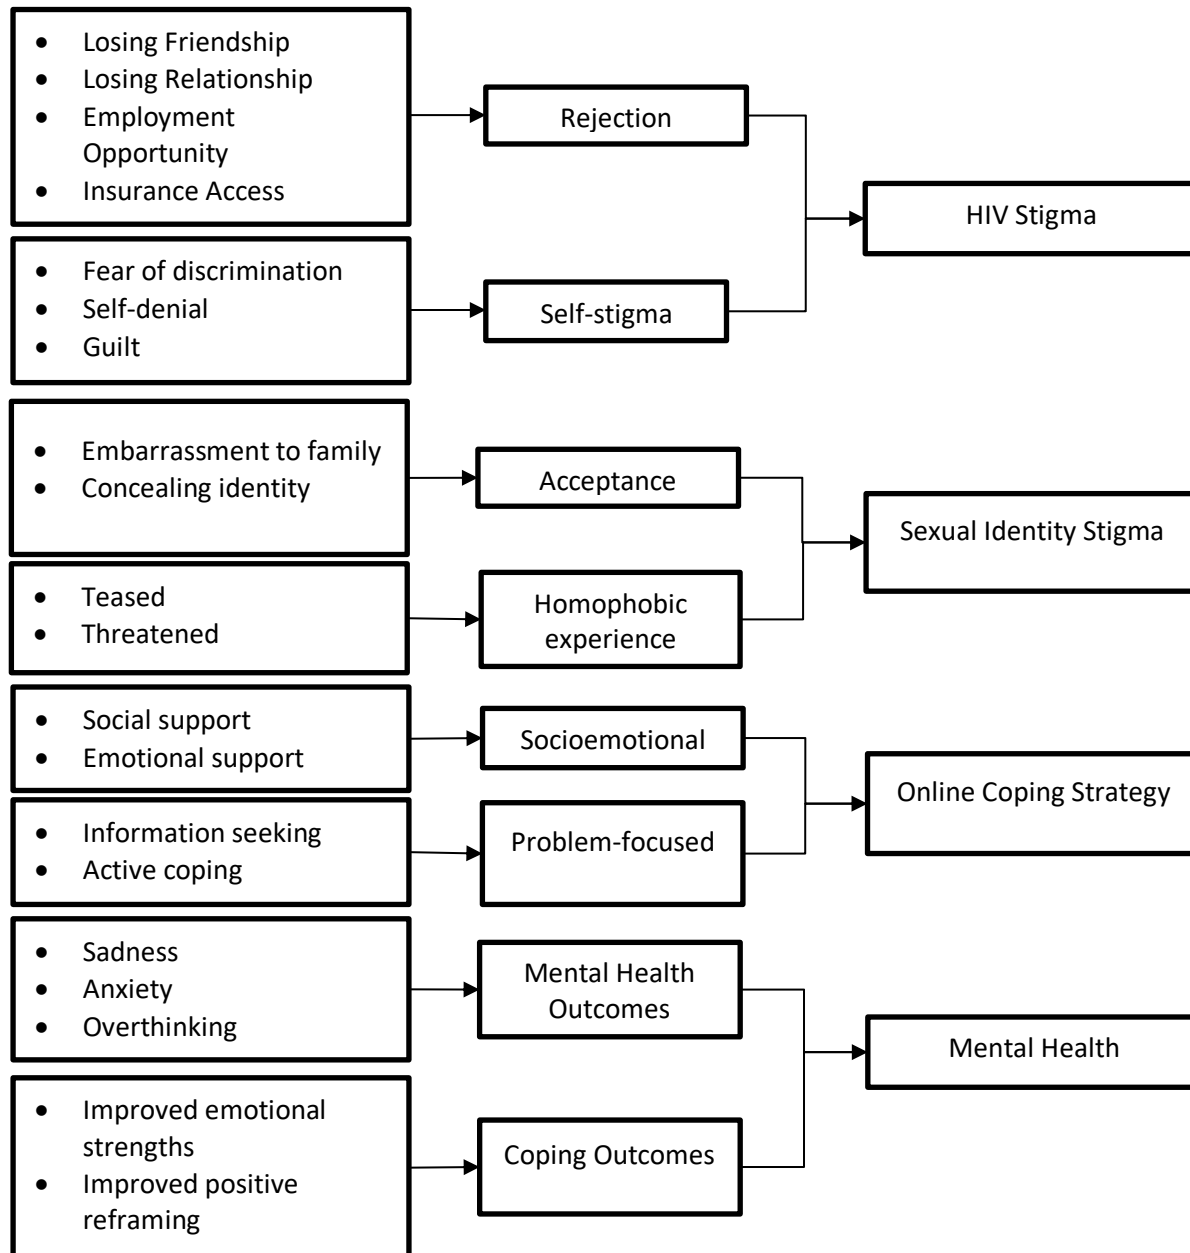 • Losing Friendship
• Losing Relationship
• Employment
Opportunity
• Insurance Access
Rejection
HIV Stigma
• Fear of discrimination
• Self-denial
• Guilt
Self-stigma
• Embarrassment to family
• Concealing identity
Acceptance
Sexual Identity Stigma
• Teased
• Threatened
Homophobic
experience
• Social support
• Emotional support
Socioemotional
Online Coping Strategy
• Information seeking
• Active coping
Problem-focused
• Sadness
• Anxiety
• Overthinking
Mental Health
Outcomes
Mental Health
• Improved emotional
strengths
• Improved positive
reframing
Coping Outcomes